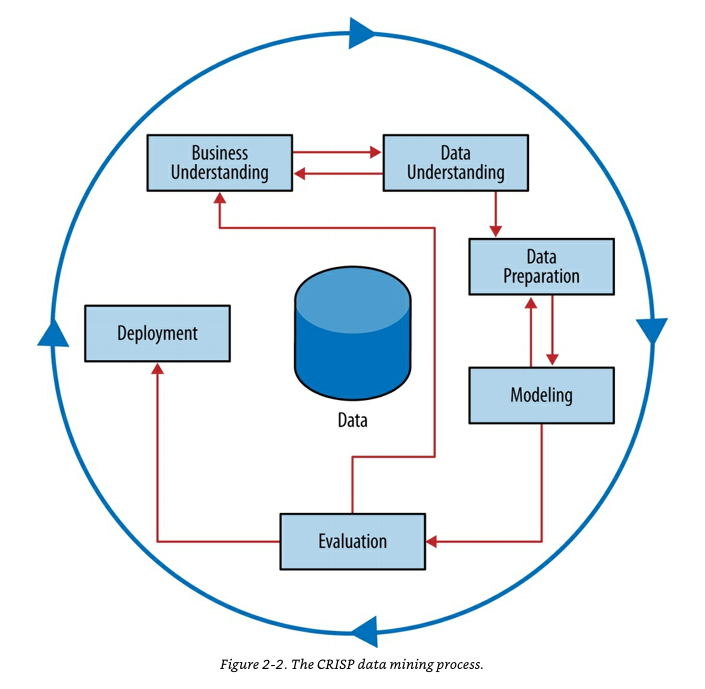 Business
Understanding
Data
Understanding
Data
Preparation
Deployment
Modeling
Data
Evaluation
Figure 2-2. The CRISP data mining process.